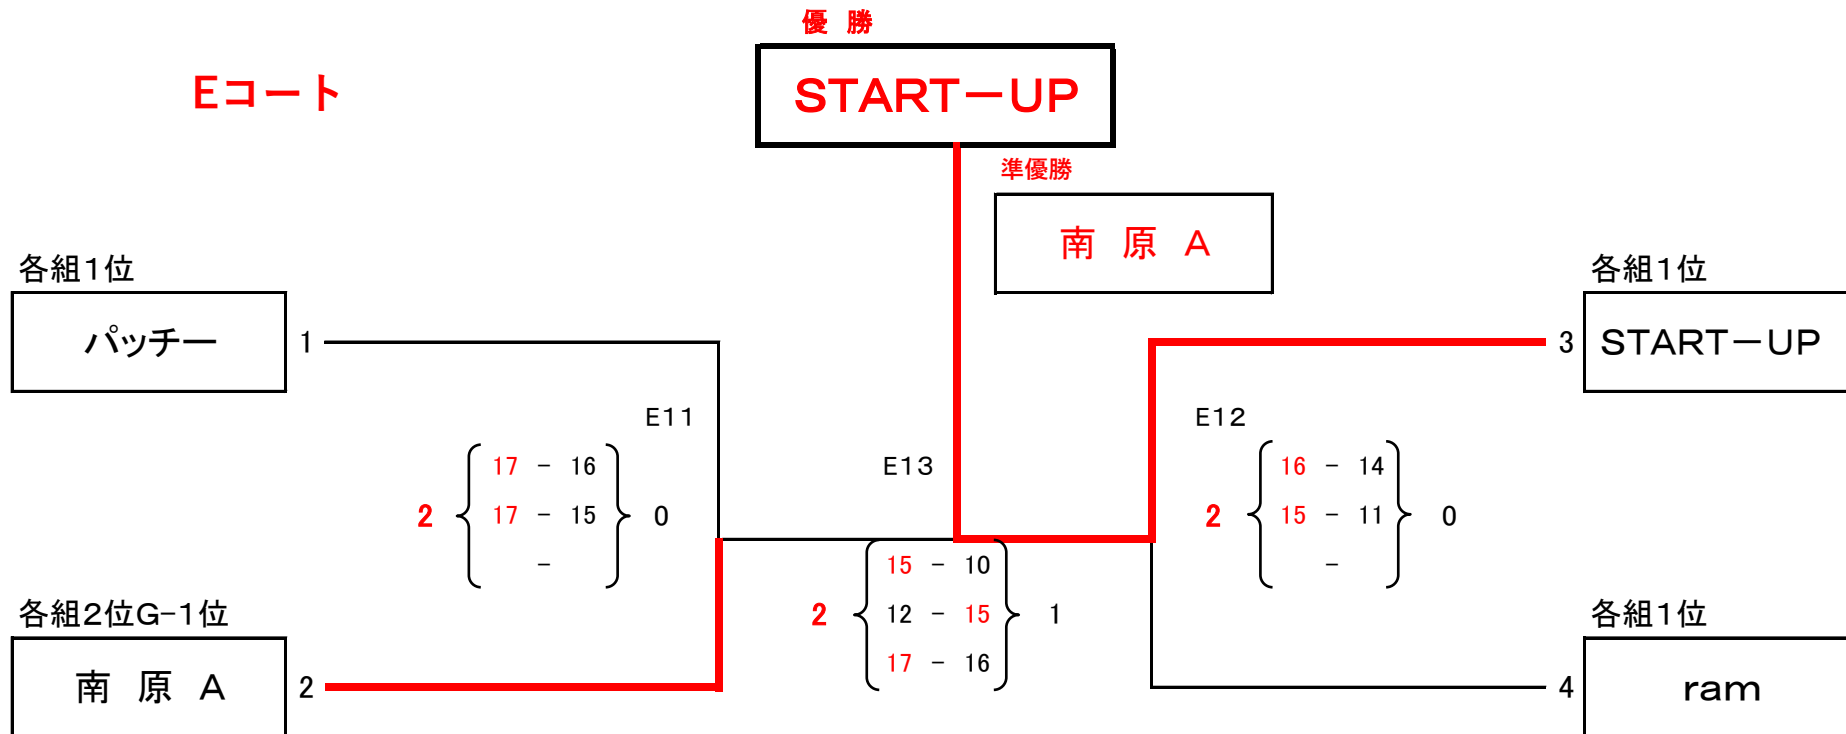 優 勝
Eコート
START－UP
準優勝
南 原 A
各組1位
各組1位
パッチー
1
3
START－UP
E11
E12
17 － 16
E13
16 － 14
2
17 － 15
0
2
15 － 11
0
－
15 － 10
－
各組2位G-1位
2
12 － 15
1
各組1位
17 － 16
南 原 A
2
4
ram